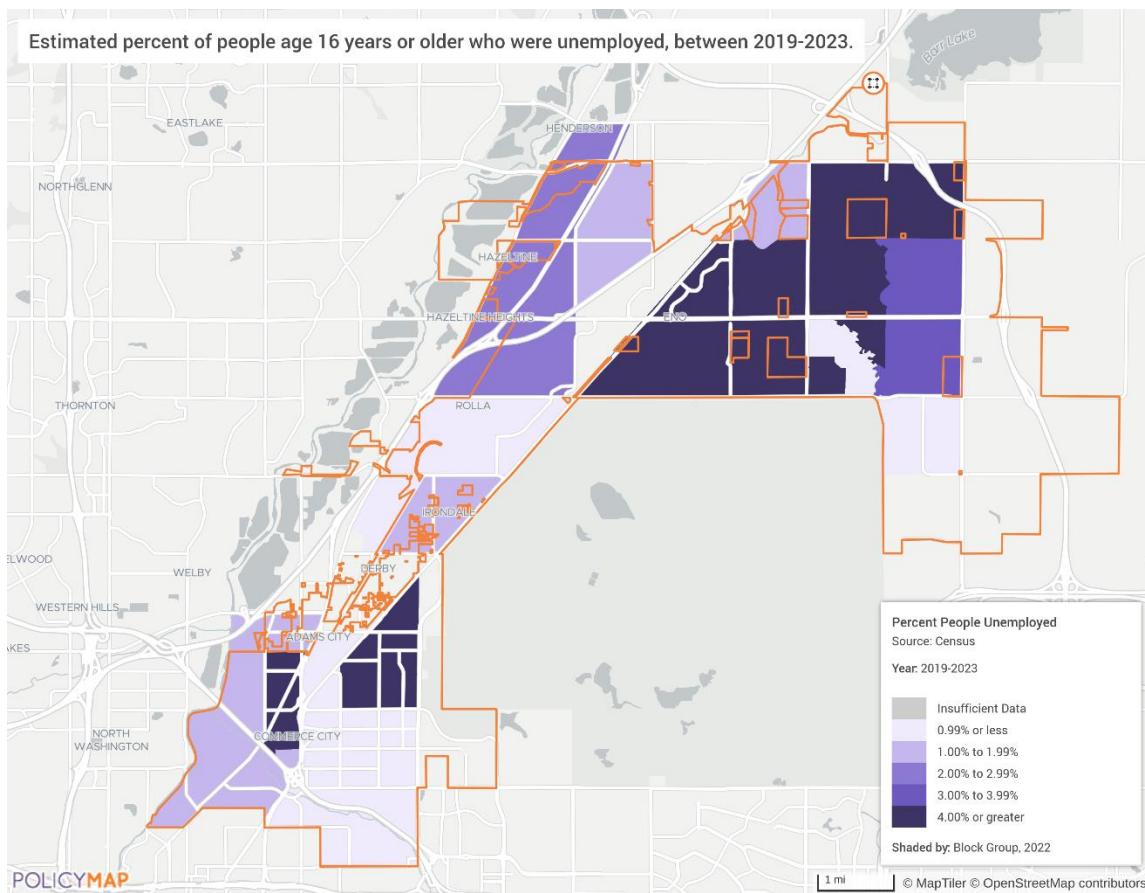 Estimated percent of people age 16 years or older who were unemployed, between 2019-2023.
Barr Lake
EASTLAKE
HENDERSON
NORTHGLENN
HAZELTINE
HAZELTINE HEIGHTS
ENO
THORNTON
ROLLA
IRONDALE
ELWOOD
WELBY
DERBY
WESTERN HILLS
ADAMS CITY
AKES
NORTH
WASHINGTON
COMMERCE CITY
Percent People Unemployed
Source: Census
Year: 2019-2023
Insufficient Data
0.99% or less
1.00% to 1.99%
2.00% to 2.99%
3.00% to 3.99%
4.00% or greater
Shaded by: Block Group, 2022
POLICYMAP
1 mi
© MapTiler © OpenStreetMap contributors